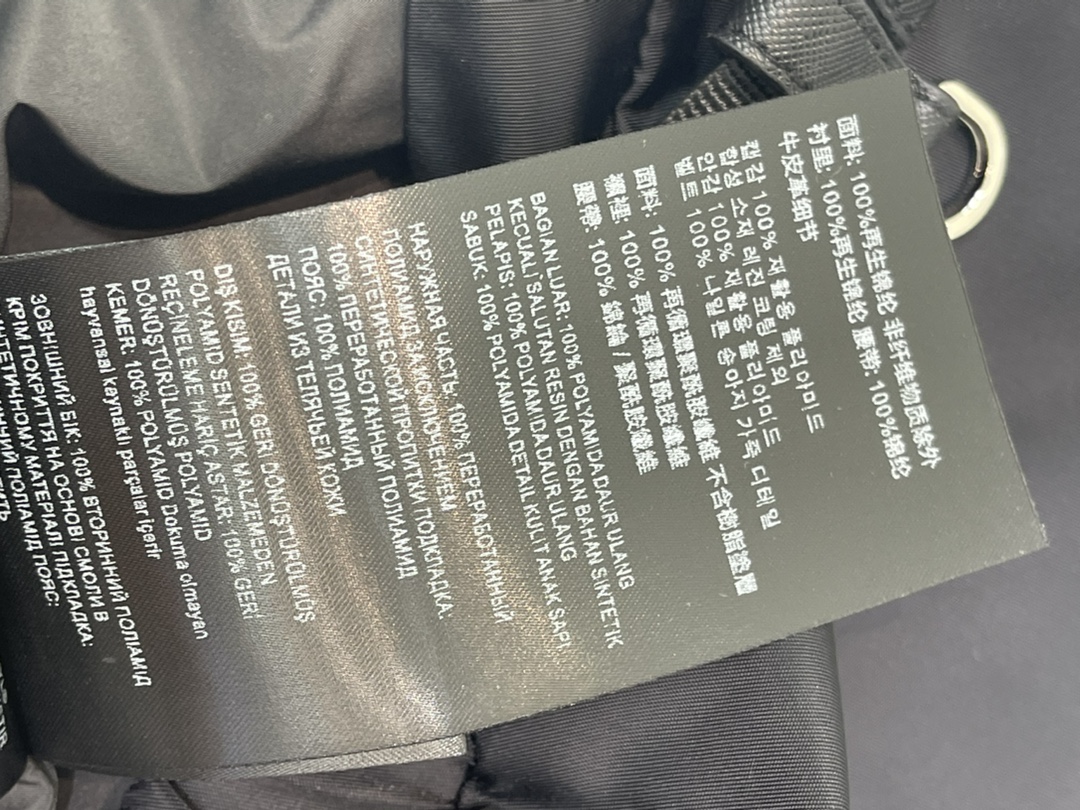 面料: 100%再生锦纶 非纤维物质除外
衬里: 100%再生锦纶 腰带: 100%锦纶
牛皮革细节
겉감 100% 재활용 폴리아미드
합성 소재 레진 코팅 제외
안감 100% 재활용 폴리아미드
벨트 100% 나일론 송아지 가죽 디테일
面料: 100% 再循環聚酰胺纖維 不含樹脂塗層
襯裡: 100% 再循環聚酰胺纖維
腰帶: 100% 錦綸 / 聚酰胺纖維
BAGIAN LUAR: 100% POLYAMIDA DAUR ULANG
KECUALI SALUTAN RESIN DENGAN BAHAN SINTETIK
PELAPIS: 100% POLYAMIDA DAUR ULANG
SABUK: 100% POLYAMIDA DETAIL KULIT ANAK SAPI
НАРУЖНАЯ ЧАСТЬ: 100% ПЕРЕРАБОТАННЫЙ
ПОЛИАМИД ЗА ИСКЛЮЧЕНИЕМ
СИНТЕТИЧЕСКОЙ ПРОПИТКИ ПОДКЛАДКА:
100% ПЕРЕРАБОТАННЫЙ ПОЛИАМИД
ПОЯС: 100% ПОЛИАМИД
ДЕТАЛИ ИЗ ТЕЛЯЧЬЕЙ КОЖИ
DIŞ KISIM: 100% GERİ DÖNÜŞTÜRÜLMÜŞ
POLYAMID SENTETİK MALZEMEDEN
REÇİNELEME HARİÇ ASTAR: 100% GERİ
DÖNÜŞTÜRÜLMÜŞ POLYAMID
KEMER: 100% POLYAMID Dokuma olmayan
hayvansal kaynaklı parçalar içerir
ЗОВНІШНИЙ БІК: 100% ВТОРИННИЙ ПОЛІАМІД
КРІМ ПОКРИТТЯ НА ОСНОВІ СМОЛИ В
СИНТЕТИЧНОМУ МАТЕРІАЛІ ПІДКЛАДКА:
ПОЛІАМІД ПОЯС: